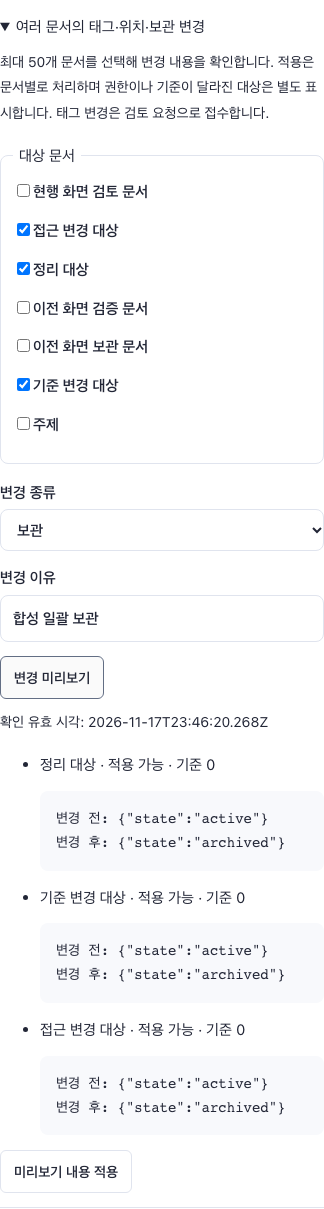 ▼ 여러 문서의 태그·위치·보관 변경
최대 50개 문서를 선택해 변경 내용을 확인합니다. 적용은
문서별로 처리하며 권한이나 기준이 달라진 대상은 별도 표
시합니다. 태그 변경은 검토 요청으로 접수합니다.
대상 문서
현행 화면 검토 문서
접근 변경 대상
정리 대상
이전 화면 검증 문서
이전 화면 보관 문서
기준 변경 대상
주제
변경 종류
보관
변경 이유
합성 일괄 보관
변경 미리보기
확인 유효 시각: 2026-11-17T23:46:20.268Z
• 정리 대상 · 적용 가능 · 기준 0
변경 전: {"state":"active"}
변경 후: {"state":"archived"}
• 기준 변경 대상 · 적용 가능 · 기준 0
변경 전: {"state":"active"}
변경 후: {"state":"archived"}
• 접근 변경 대상 · 적용 가능 · 기준 0
변경 전: {"state":"active"}
변경 후: {"state":"archived"}
미리보기 내용 적용